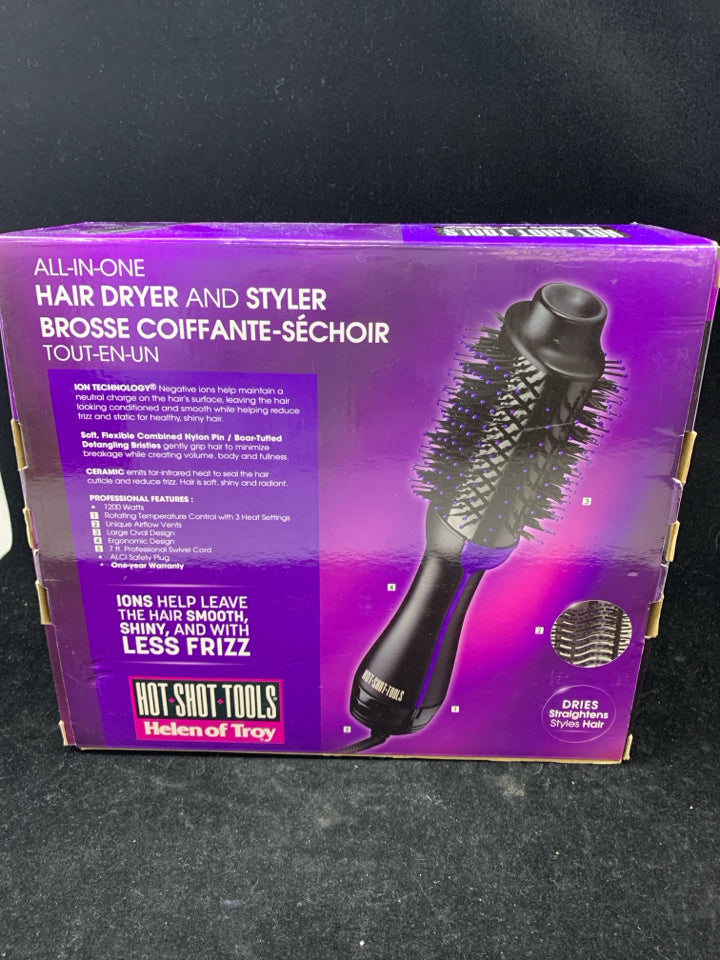 HOT·SHOT·TOOLS
ALL-IN-ONE
HAIR DRYER AND STYLER
BROSSE COIFFANTE-SÉCHOIR
TOUT-EN-UN
ION TECHNOLOGY® Negative ions help maintain a
neutral charge on the hair's surface, leaving the hair
looking conditioned and smooth while helping reduce
frizz and static for healthy, shiny hair.
Soft, Flexible Combined Nylon Pin / Boar-Tufted
Detangling Bristles gently grip hair to minimize
breakage while creating volume, body and fullness.
CERAMIC emits far-infrared heat to seal the hair
cuticle and reduce frizz. Hair is soft, shiny and radiant.
PROFESSIONAL FEATURES :
• 1200 Watts
1 Rotating Temperature Control with 3 Heat Settings
2 Unique Airflow Vents
3 Large Oval Design
4 Ergonomic Design
5 7 ft. Professional Swivel Cord
• ALCI Safety Plug
• One-year Warranty
IONS HELP LEAVE
THE HAIR SMOOTH,
SHINY, AND WITH
LESS FRIZZ
HOT·SHOT·TOOLS
Helen of Troy®
3
4
2
HOT·SHOT·TOOLS
1
5
DRIES
Straightens
Styles Hair